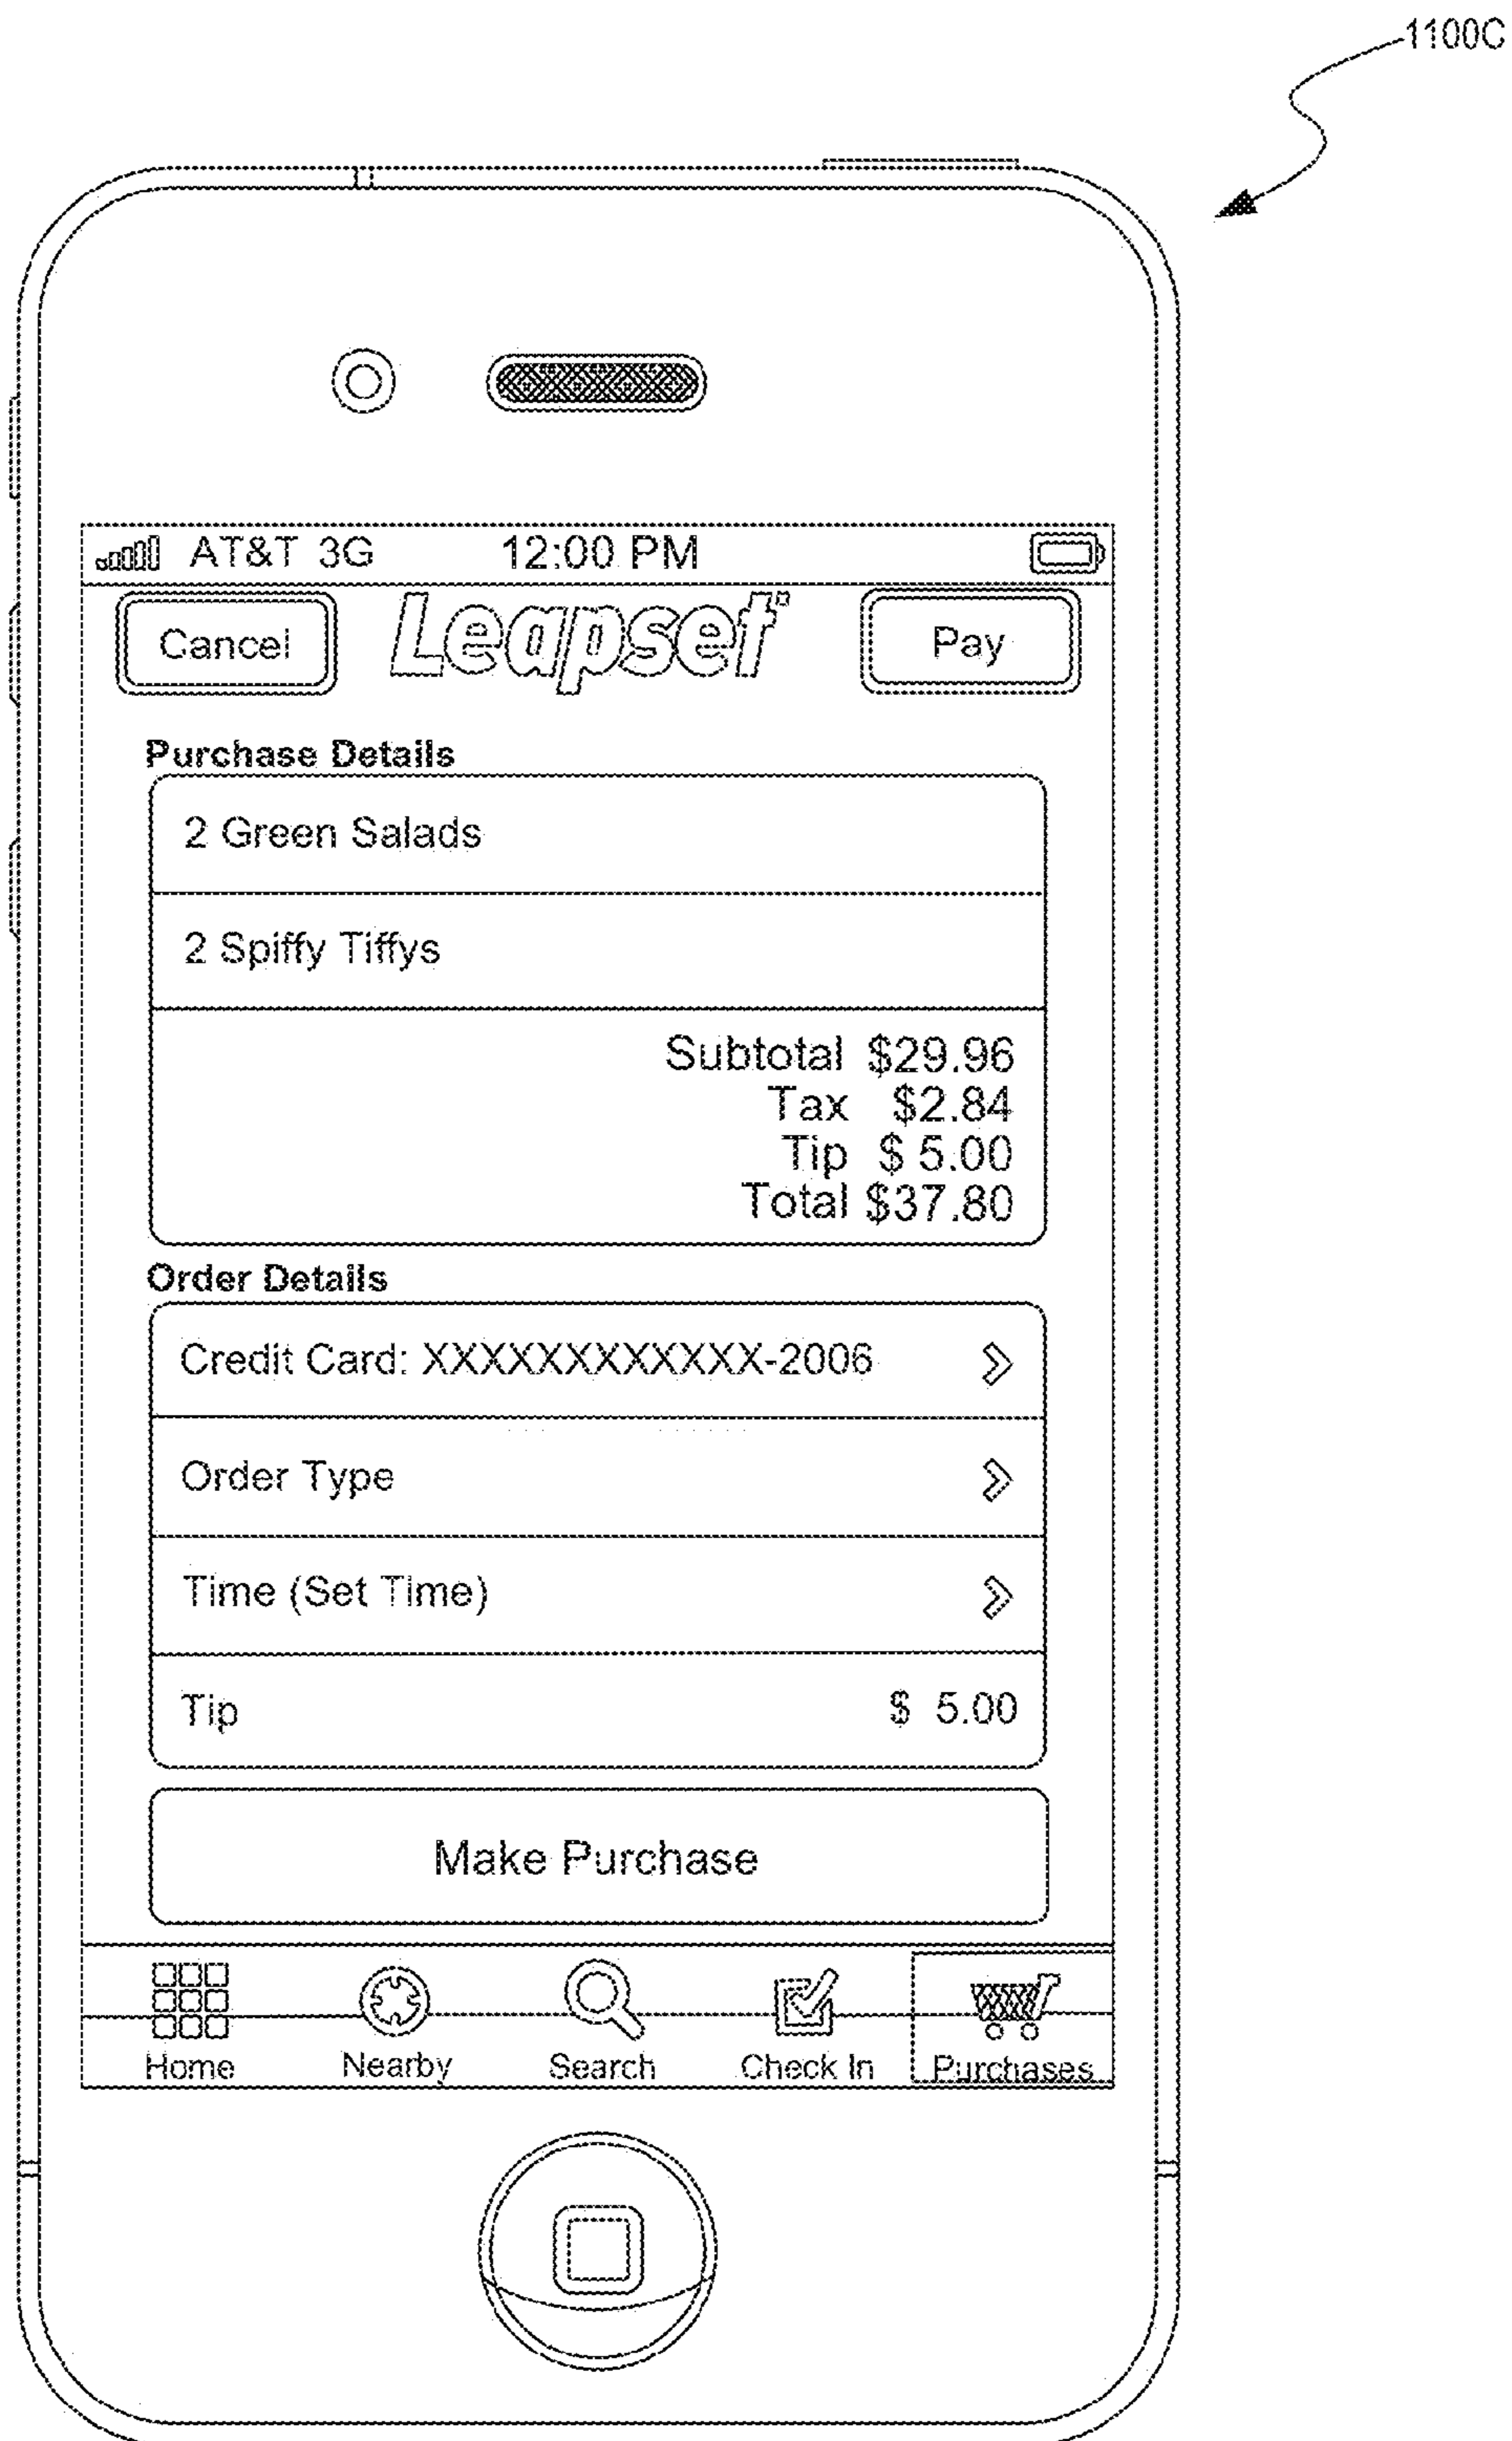 1100C
AT&T 3G 12:00 PM
Cancel Leapset Pay
Purchase Details
2 Green Salads
2 Spiffy Tiffys
Subtotal $29.96
Tax $2.84
Tip $ 5.00
Total $37.80
Order Details
Credit Card: XXXXXXXXXXXX-2006
Order Type
Time (Set Time)
Tip $ 5.00
Make Purchase
Home Nearby Search Check In Purchases